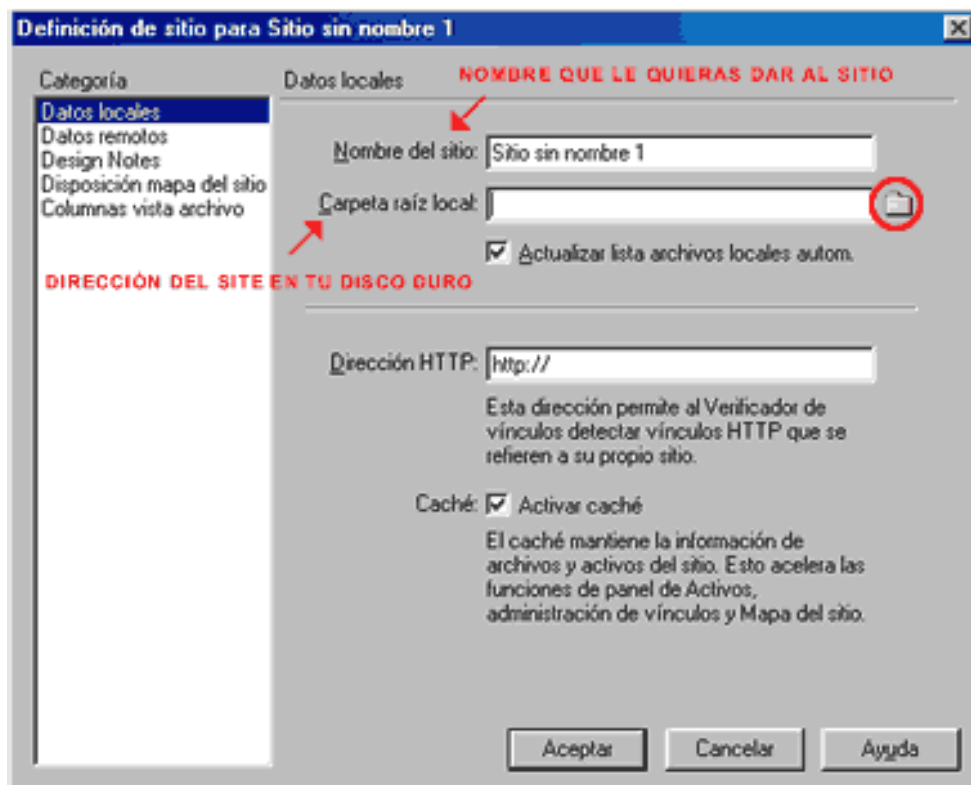 Definición de sitio para Sitio sin nombre 1
Categoría
Datos locales
Datos remotos
Design Notes
Disposición mapa del sitio
Columnas vista archivo
Datos locales
NOMBRE QUE LE QUIERAS DAR AL SITIO
Nombre del sitio: Sitio sin nombre 1
Carpeta raíz local:
Actualizar lista archivos locales autom.
DIRECCIÓN DEL SITE EN TU DISCO DURO
Dirección HTTP: http://
Esta dirección permite al Verificador de
vínculos detectar vínculos HTTP que se
refieren a su propio sitio.
Caché: Activar caché
El caché mantiene la información de
archivos y activos del sitio. Esto acelera las
funciones de panel de Activos,
administración de vínculos y Mapa del sitio.
Aceptar Cancelar Ayuda